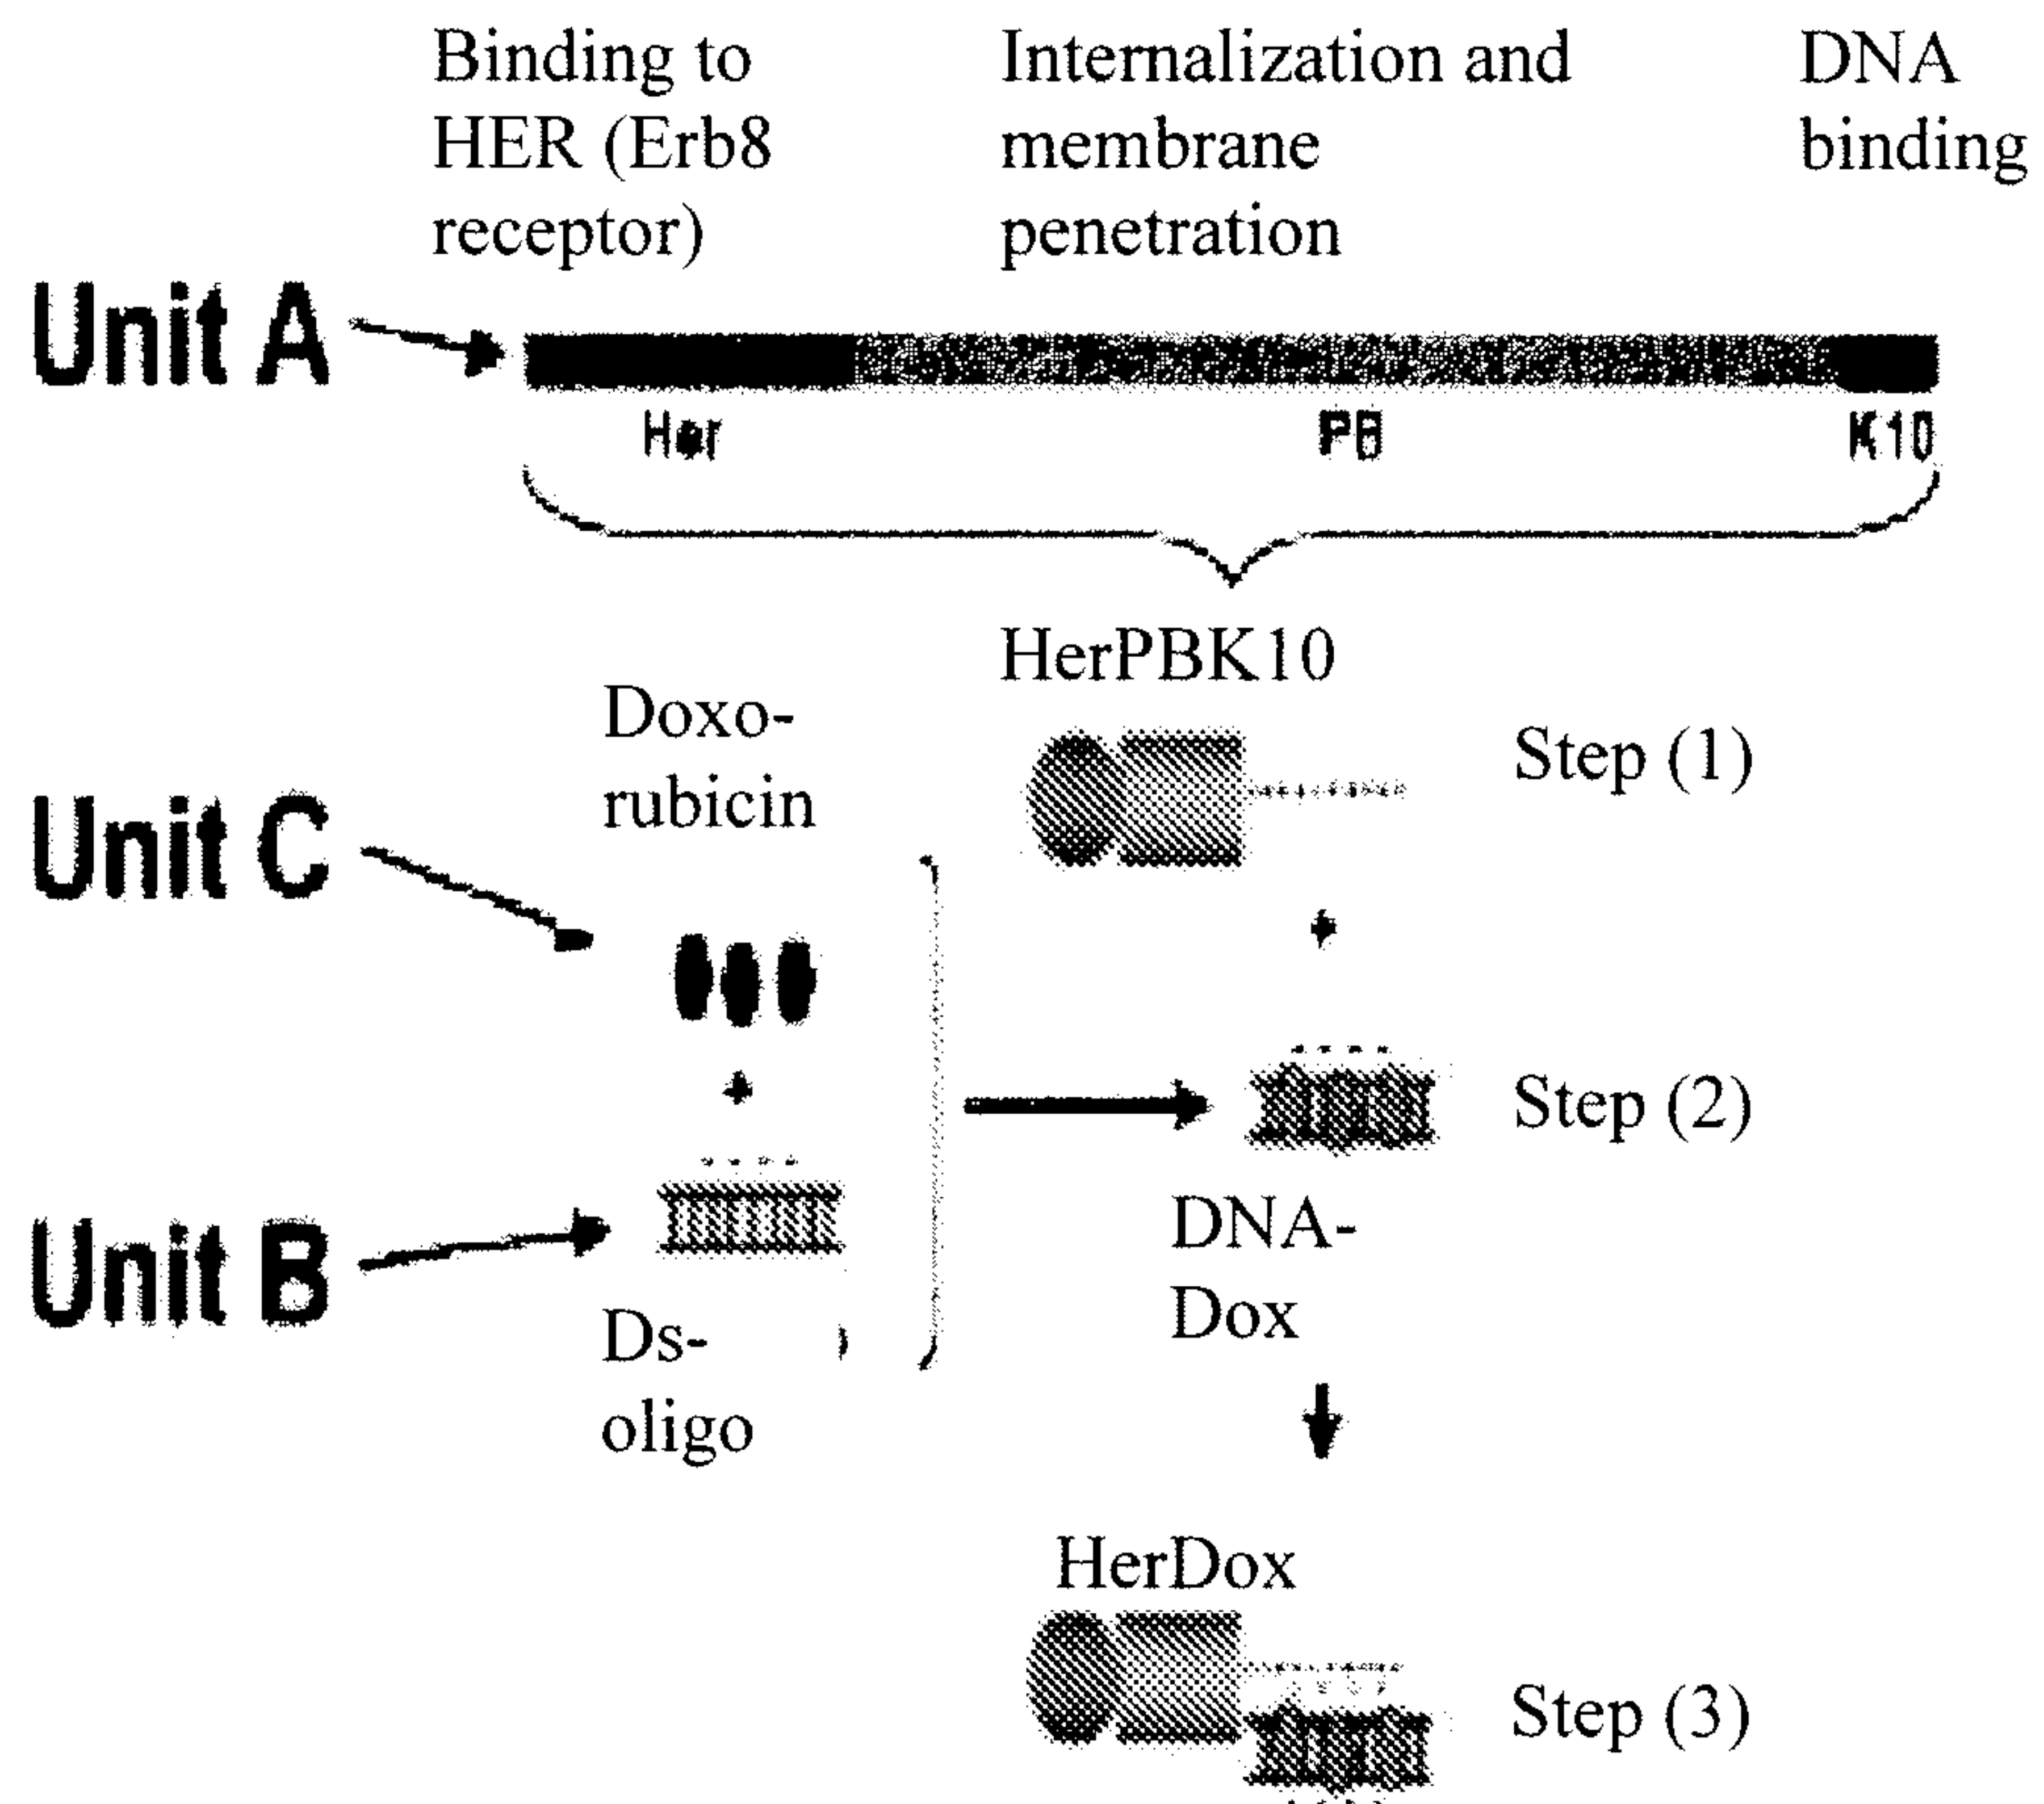 Binding to
HER (Erb8
receptor)
Internalization and
membrane
penetration
DNA
binding
Unit A
Her
PB
K10
HerPBK10
Doxo-
rubicin
Step (1)
Unit C
Step (2)
Unit B
DNA-
Dox
Ds-
oligo
HerDox
Step (3)